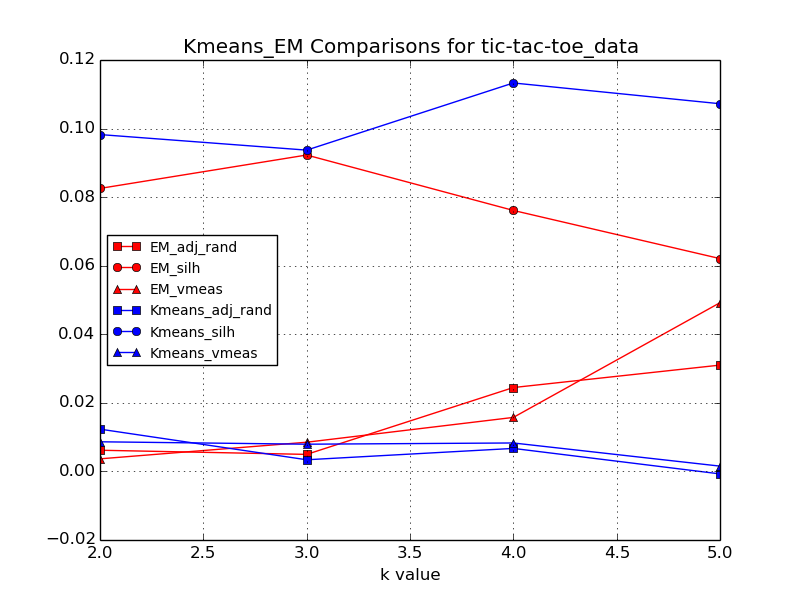 Kmeans_EM Comparisons for tic-tac-toe_data
0.12
0.10
0.08
0.06
0.04
0.02
0.00
−0.02
EM_adj_rand
EM_silh
EM_vmeas
Kmeans_adj_rand
Kmeans_silh
Kmeans_vmeas
2.0 2.5 3.0 3.5 4.0 4.5 5.0
k value